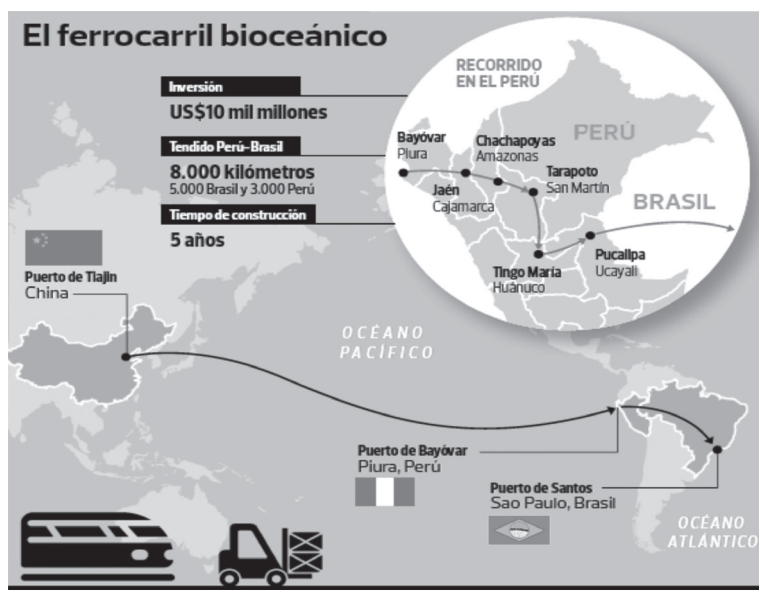 El ferrocarril bioceánico
Inversión
US$10 mil millones
Tendido Perú-Brasil
8.000 kilómetros
5.000 Brasil y 3.000 Perú
Tiempo de construcción
5 años
RECORRIDO
EN EL PERÚ
Bayóvar
Piura
Chachapoyas
Amazonas
PERÚ
Jaén
Cajamarca
Tarapoto
San Martín
BRASIL
Tingo María
Huánuco
Pucallpa
Ucayali
Puerto de Tiajin
China
OCÉANO
PACÍFICO
Puerto de Bayóvar
Piura, Perú
Puerto de Santos
Sao Paulo, Brasil
OCÉANO
ATLÁNTICO